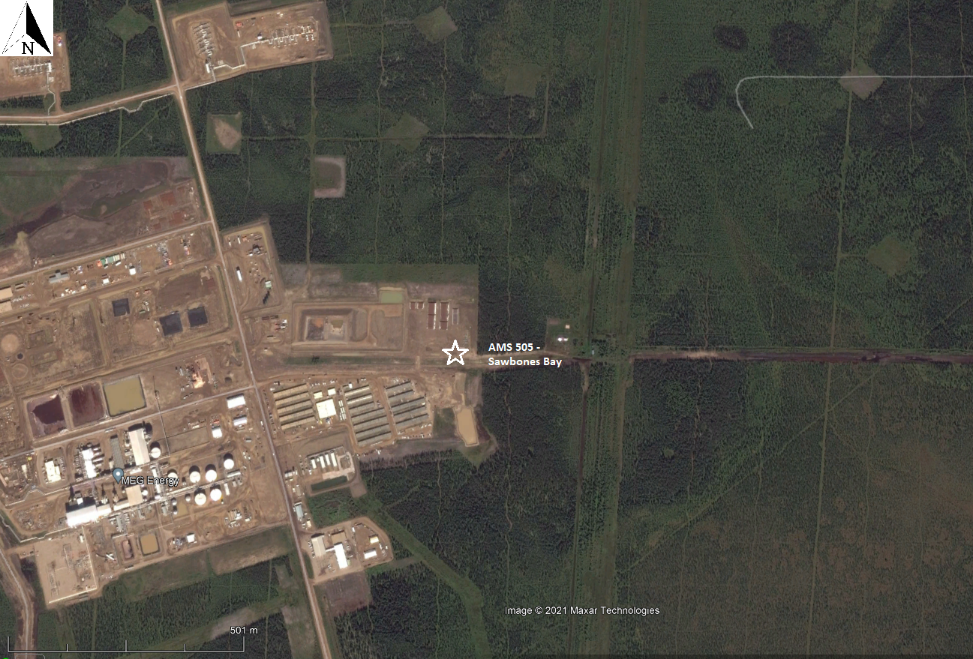 N
AMS 505 -
Sawbones Bay
MEG Energy
Image © 2021 Maxar Technologies
501 m